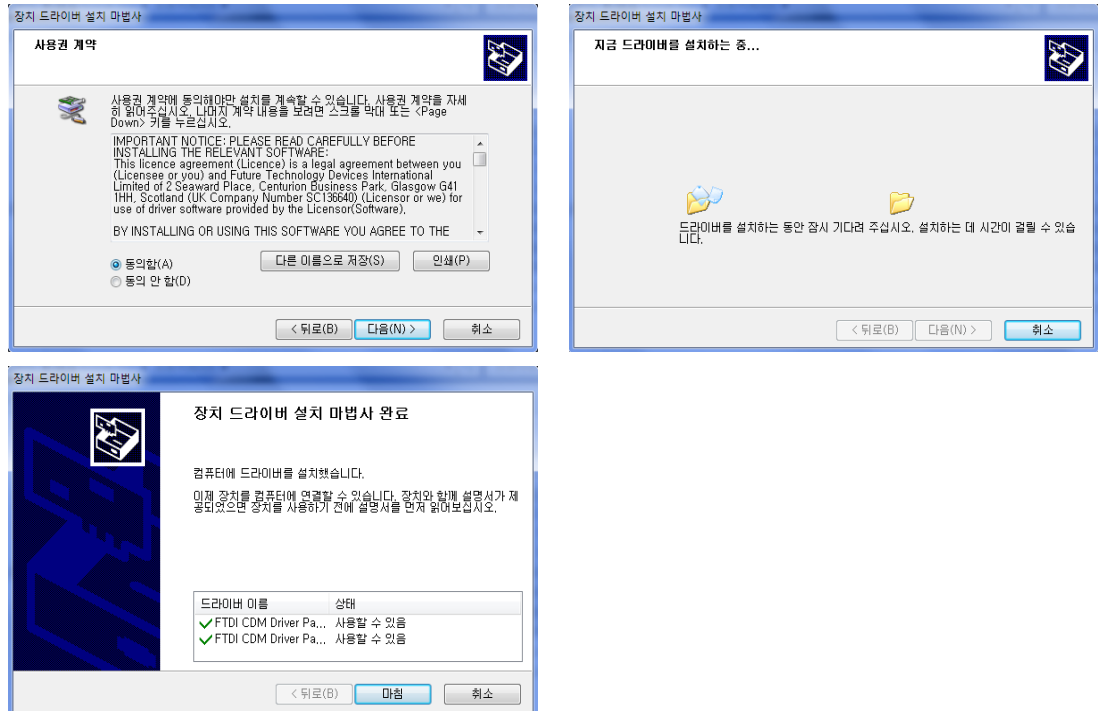 장치 드라이버 설치 마법사
사용권 계약
사용권 계약에 동의해야만 설치를 계속할 수 있습니다. 사용권 계약을 자세
히 읽어주십시오. 나머지 계약 내용을 보려면 스크롤 막대 또는 <Page
Down> 키를 누르십시오.
IMPORTANT NOTICE: PLEASE READ CAREFULLY BEFORE
INSTALLING THE RELEVANT SOFTWARE:
This licence agreement (Licence) is a legal agreement between you
(Licensee or you) and Future Technology Devices International
Limited of 2 Seaward Place, Centurion Business Park, Glasgow G41
1HH, Scotland (UK Company Number SC136640) (Licensor or we) for
use of driver software provided by the Licensor(Software).
BY INSTALLING OR USING THIS SOFTWARE YOU AGREE TO THE
동의함(A)
다른 이름으로 저장(S)
인쇄(P)
동의 안 함(D)
< 뒤로(B)
다음(N) >
취소
장치 드라이버 설치 마법사
지금 드라이버를 설치하는 중...
드라이버를 설치하는 동안 잠시 기다려 주십시오. 설치하는 데 시간이 걸릴 수 있습
니다.
< 뒤로(B)
다음(N) >
취소
장치 드라이버 설치 마법사
장치 드라이버 설치 마법사 완료
컴퓨터에 드라이버를 설치했습니다.
이제 장치를 컴퓨터에 연결할 수 있습니다. 장치와 함께 설명서가 제
공되었으면 장치를 사용하기 전에 설명서를 먼저 읽어보십시오.
드라이버 이름 상태
FTDI CDM Driver Pa... 사용할 수 있음
FTDI CDM Driver Pa... 사용할 수 있음
< 뒤로(B)
마침
취소